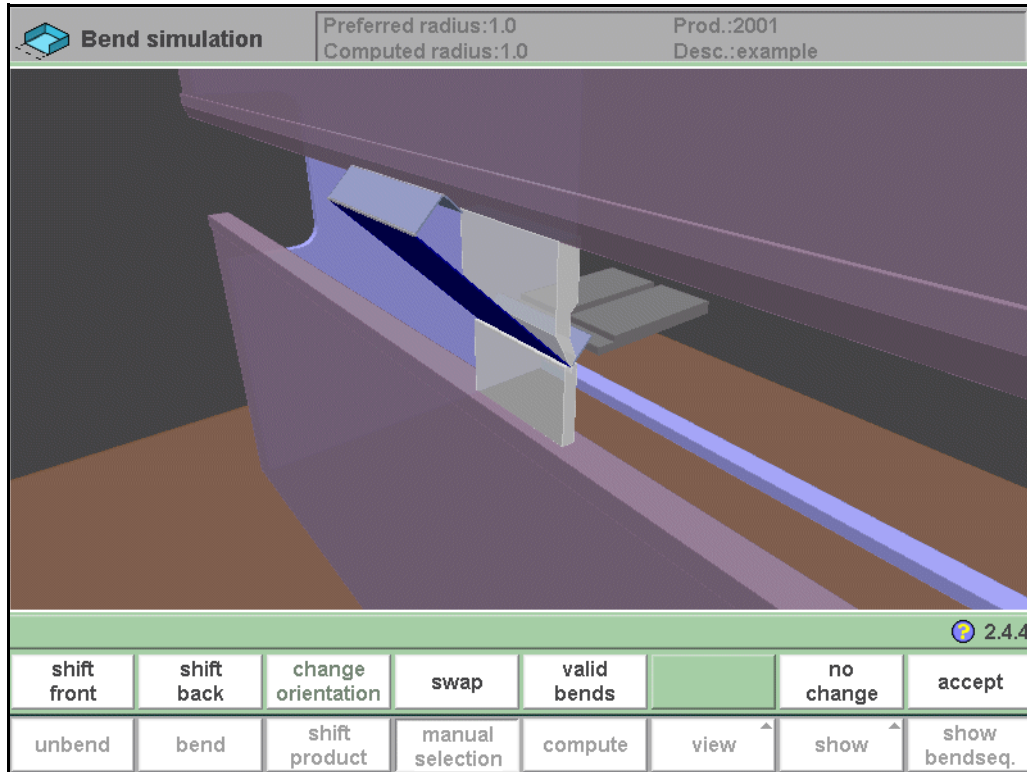 Bend simulation
Preferred radius:1.0
Computed radius:1.0
Prod.:2001
Desc.:example
2.4.4
shift
front
shift
back
change
orientation
swap
valid
bends
no
change
accept
unbend
bend
shift
product
manual
selection
compute
view
show
show
bendseq.